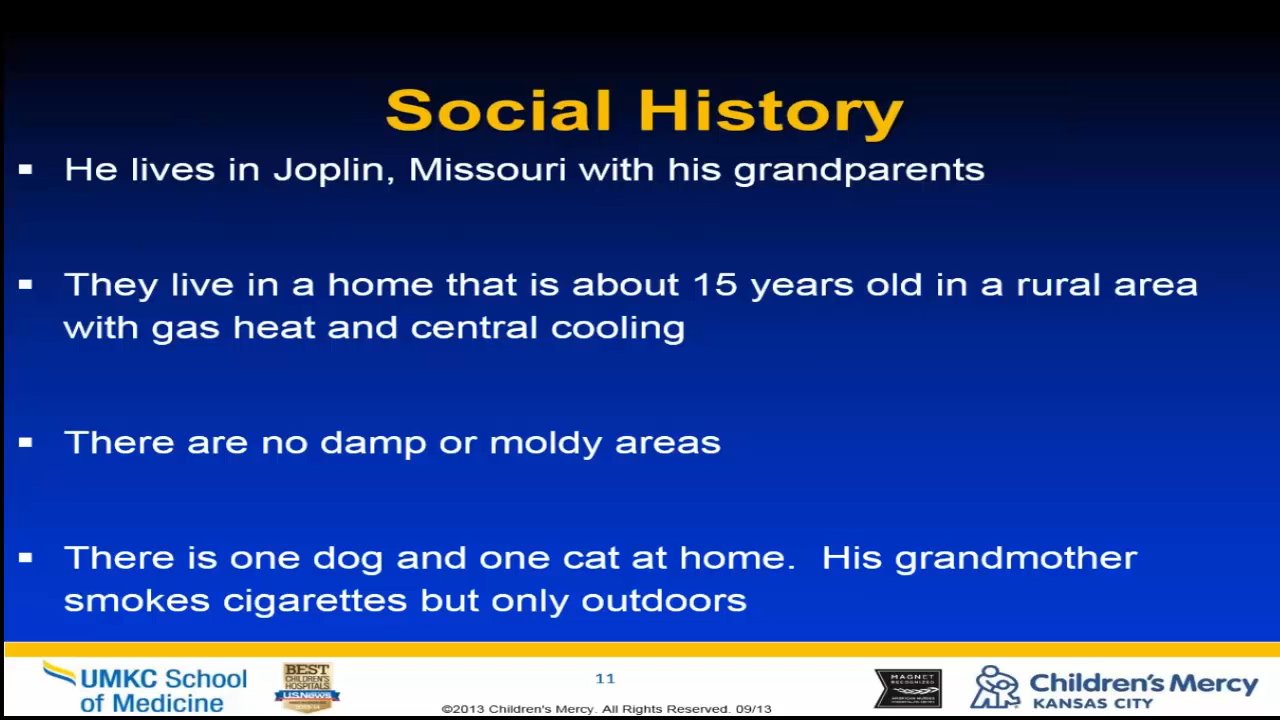 Social History
▪ He lives in Joplin, Missouri with his grandparents
▪ They live in a home that is about 15 years old in a rural area
with gas heat and central cooling
▪ There are no damp or moldy areas
▪ There is one dog and one cat at home.  His grandmother
smokes cigarettes but only outdoors
UMKC School
of Medicine
BEST
CHILDREN'S
HOSPITALS
U.S.News
11
©2013 Children's Mercy. All Rights Reserved. 09/13
MAGNET
RECOGNIZED
Children's Mercy
KANSAS CITY